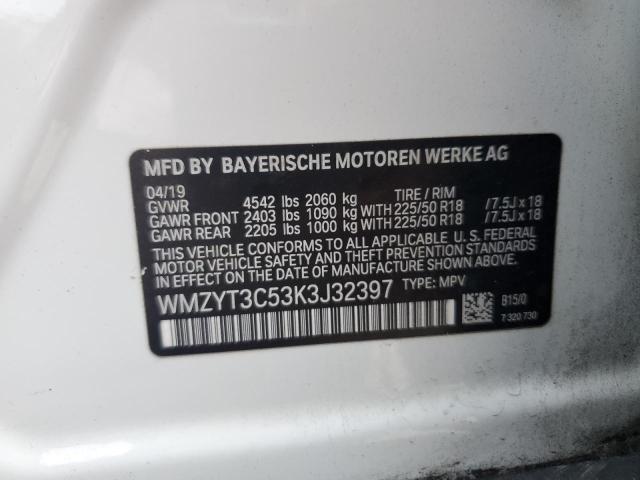 MFD BY BAYERISCHE MOTOREN WERKE AG
04/19 TIRE / RIM
GVWR 4542 lbs 2060 kg
GAWR FRONT 2403 lbs 1090 kg WITH 225/50 R18 /7.5J x 18
GAWR REAR 2205 lbs 1000 kg WITH 225/50 R18 /7.5J x 18
THIS VEHICLE CONFORMS TO ALL APPLICABLE U. S. FEDERAL
MOTOR VEHICLE SAFETY AND THEFT PREVENTION STANDARDS
IN EFFECT ON THE DATE OF MANUFACTURE SHOWN ABOVE.
WMZYT3C53K3J32397 TYPE: MPV
B15/0
7 320 730